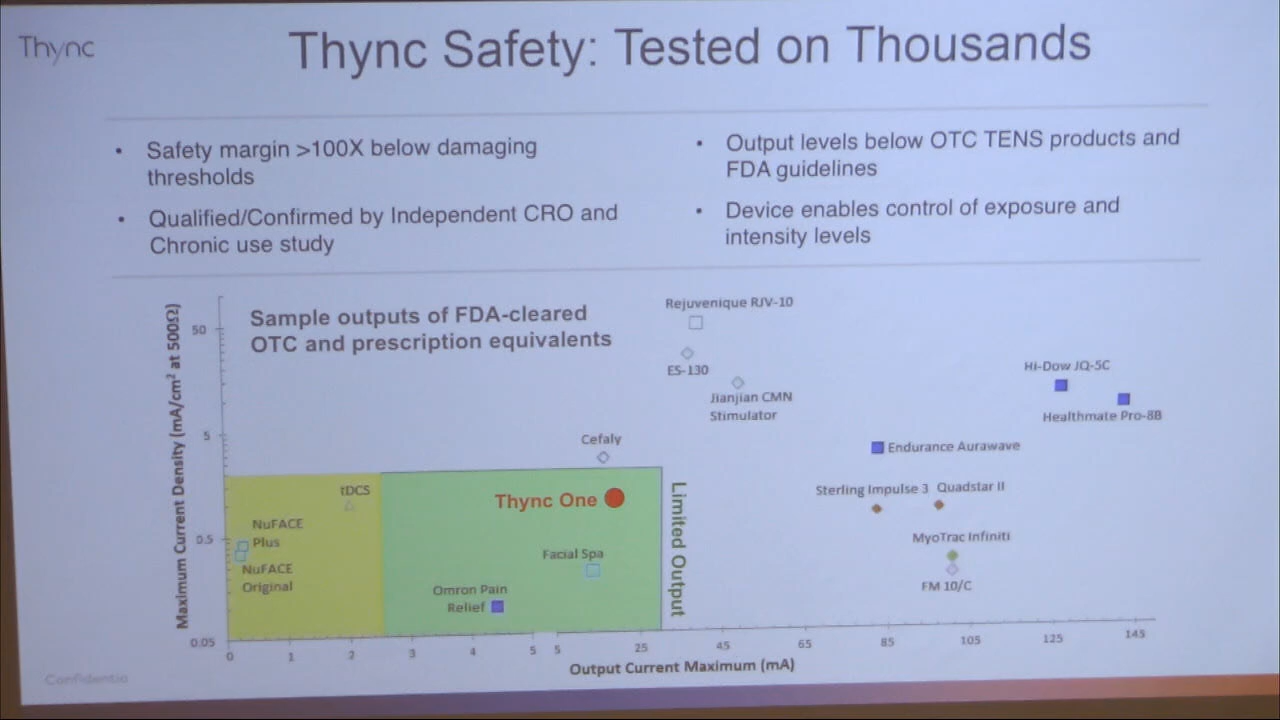 Thync
Thync Safety: Tested on Thousands
• Safety margin >100X below damaging
thresholds
• Qualified/Confirmed by Independent CRO and
Chronic use study
• Output levels below OTC TENS products and
FDA guidelines
• Device enables control of exposure and
intensity levels
Sample outputs of FDA-cleared
OTC and prescription equivalents
Maximum Current Density (mA/cm² at 500Ω)
50
5
0.5
0.05
Rejuvenique RJV-10
ES-130
Jianjian CMN
Stimulator
Hi-Dow JQ-5C
Healthmate Pro-8B
Cefaly
Endurance Aurawave
tDCS
Thync One
Limited Output
Sterling Impulse 3
Quadstar II
NuFACE
Plus
NuFACE
Original
Facial Spa
MyoTrac Infiniti
FM 10/C
Omron Pain
Relief
0 1 2 3 4 5 5 25 45 65 85 105 125 145
Output Current Maximum (mA)
Confidentia